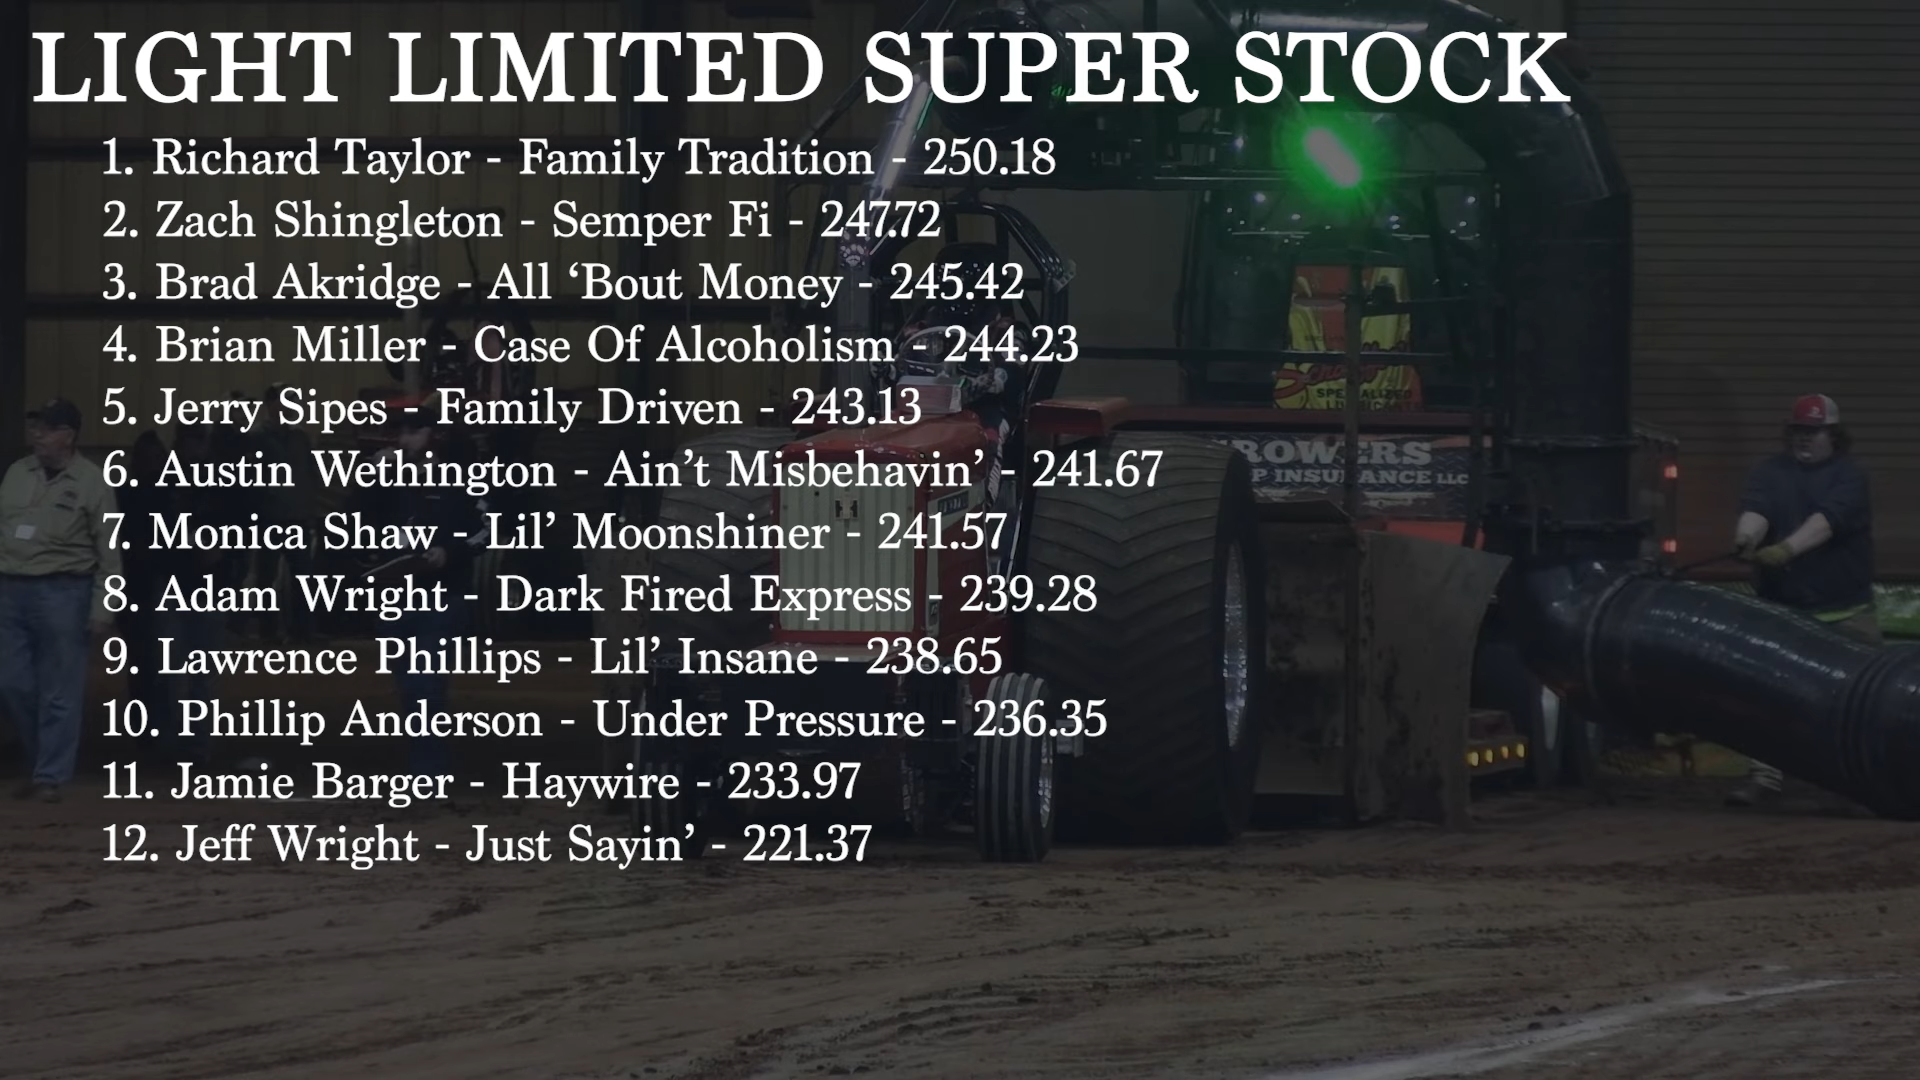 LIGHT LIMITED SUPER STOCK
1. Richard Taylor - Family Tradition - 250.18
2. Zach Shingleton - Semper Fi - 247.72
3. Brad Akridge - All ‘Bout Money - 245.42
4. Brian Miller - Case Of Alcoholism - 244.23
5. Jerry Sipes - Family Driven - 243.13
6. Austin Wethington - Ain’t Misbehavin’ - 241.67
7. Monica Shaw - Lil’ Moonshiner - 241.57
8. Adam Wright - Dark Fired Express - 239.28
9. Lawrence Phillips - Lil’ Insane - 238.65
10. Phillip Anderson - Under Pressure - 236.35
11. Jamie Barger - Haywire - 233.97
12. Jeff Wright - Just Sayin’ - 221.37
INSURANCE LLC